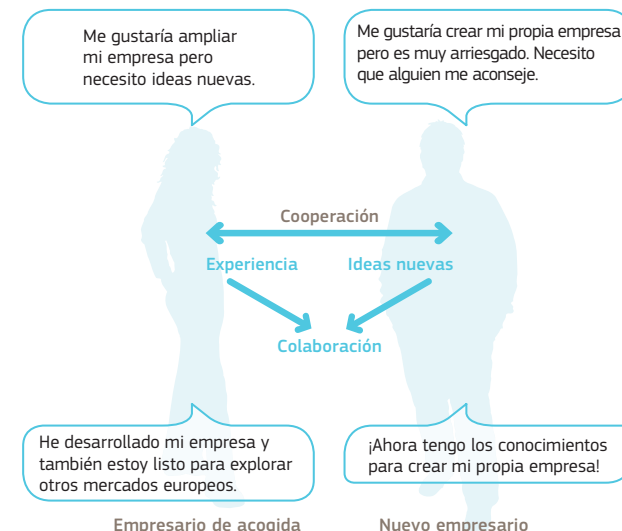 Me gustaría ampliar
mi empresa pero
necesito ideas nuevas.
Me gustaría crear mi propia empresa
pero es muy arriesgado. Necesito
que alguien me aconseje.
Cooperación
Experiencia
Ideas nuevas
Colaboración
He desarrollado mi empresa y
también estoy listo para explorar
otros mercados europeos.
¡Ahora tengo los conocimientos
para crear mi propia empresa!
Empresario de acogida
Nuevo empresario